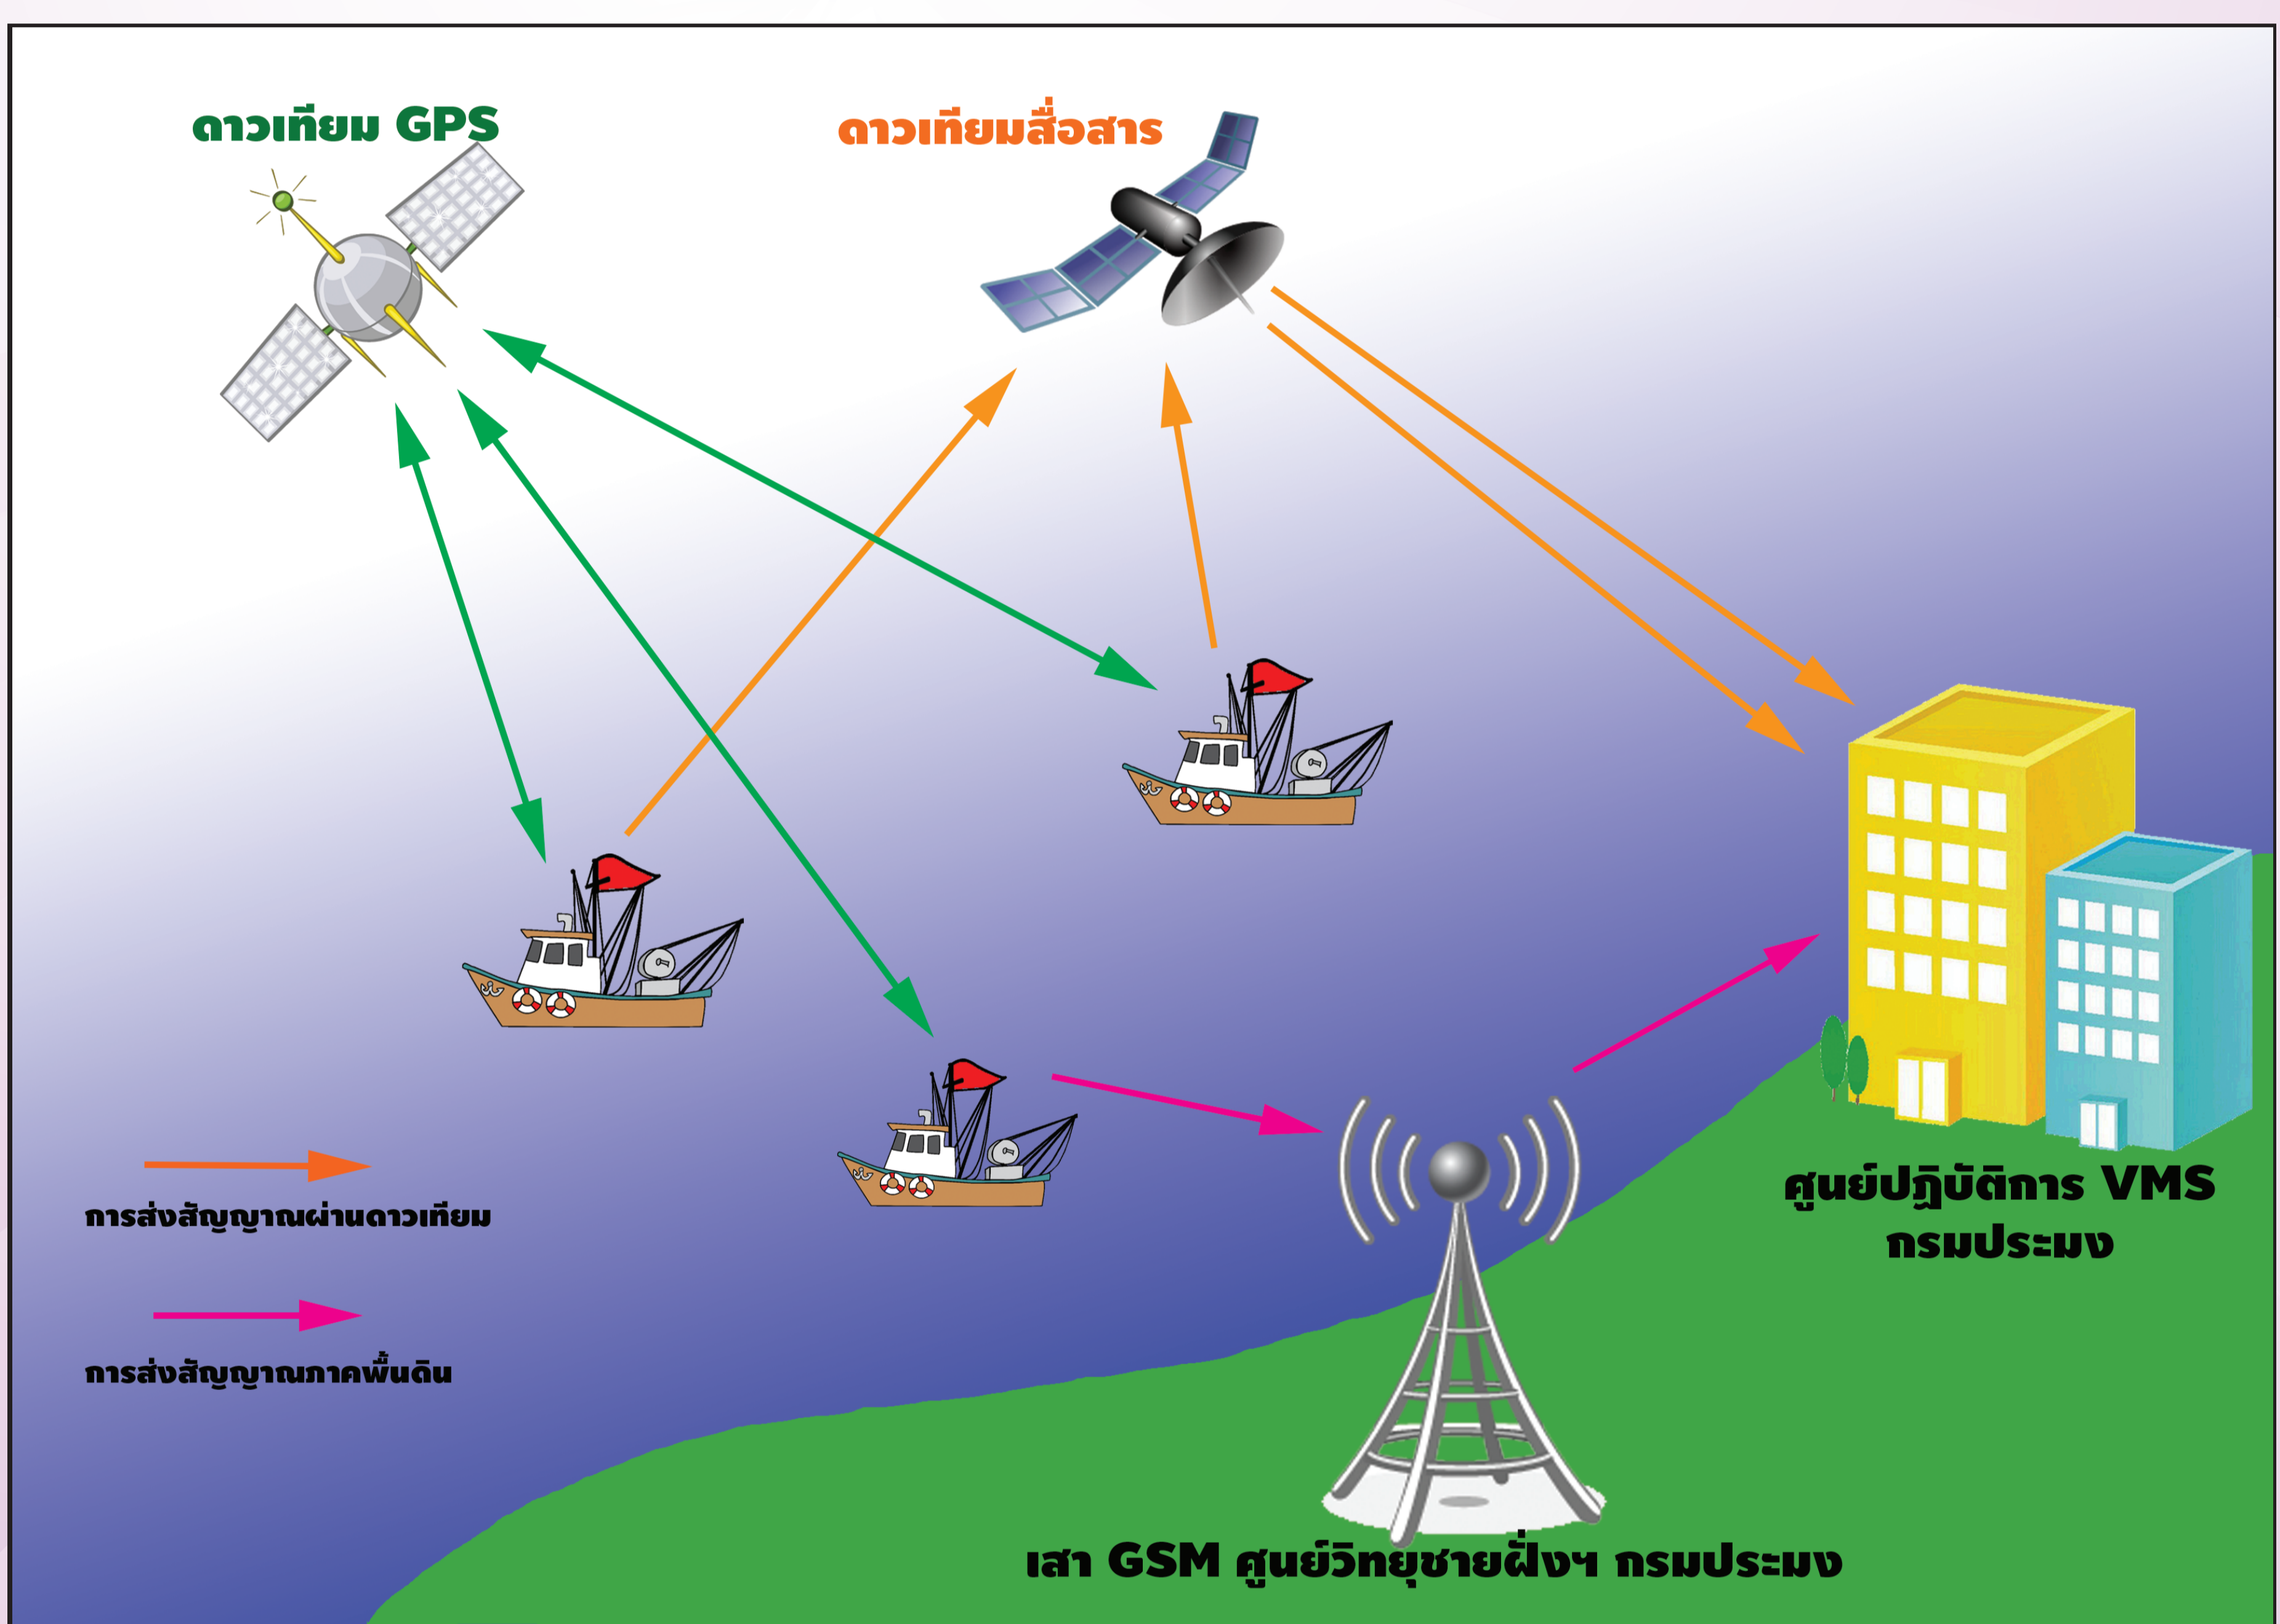 ดาวเทียม GPS
ดาวเทียมสื่อสาร
การส่งสัญญาณผ่านดาวเทียม
การส่งสัญญาณภาคพื้นดิน
ศูนย์ปฏิบัติการ VMS
กรมประมง
เสา GSM ศูนย์วิทยุชายฝั่งฯ กรมประมง